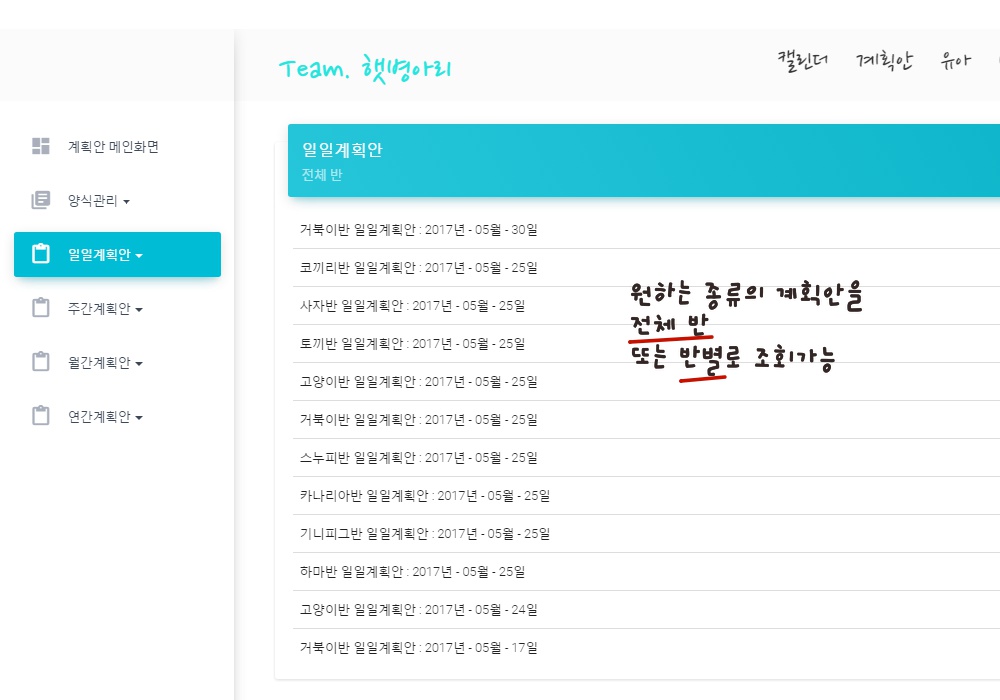 Team. 햇병아리
캘린더 계획안 유아
계획안 메인화면
양식관리
일일계획안
주간계획안
월간계획안
연간계획안
일일계획안
전체 반
거북이반 일일계획안 : 2017년 - 05월 - 30일
코끼리반 일일계획안 : 2017년 - 05월 - 25일
사자반 일일계획안 : 2017년 - 05월 - 25일
토끼반 일일계획안 : 2017년 - 05월 - 25일
고양이반 일일계획안 : 2017년 - 05월 - 25일
거북이반 일일계획안 : 2017년 - 05월 - 25일
스누피반 일일계획안 : 2017년 - 05월 - 25일
카나리아반 일일계획안 : 2017년 - 05월 - 25일
기니피그반 일일계획안 : 2017년 - 05월 - 25일
하마반 일일계획안 : 2017년 - 05월 - 25일
고양이반 일일계획안 : 2017년 - 05월 - 24일
거북이반 일일계획안 : 2017년 - 05월 - 17일
원하는 종류의 계획안을
전체 반
또는 반별로 조회가능